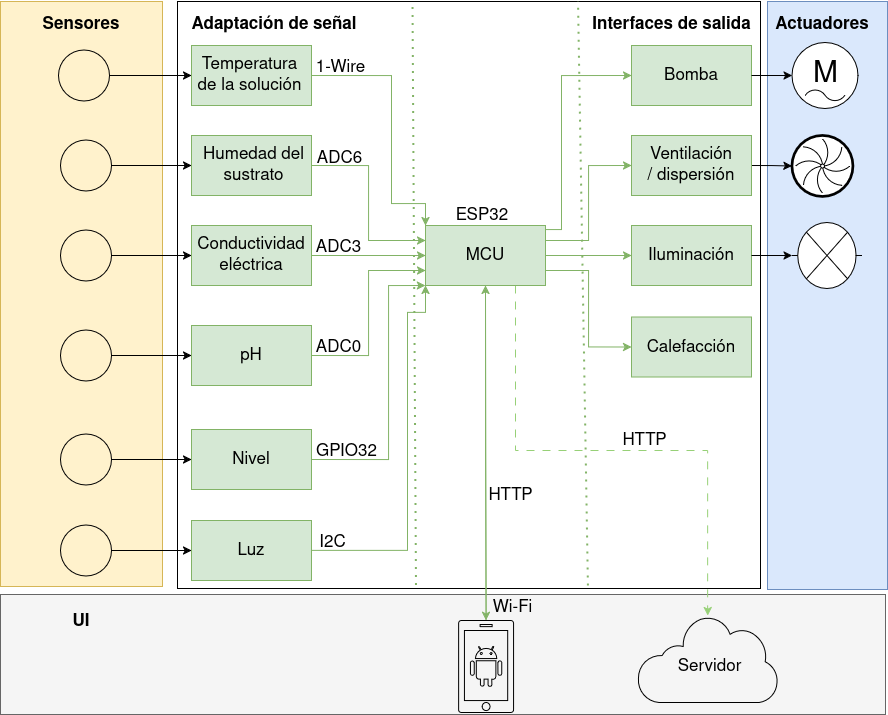 Sensores
Adaptación de señal
Interfaces de salida
Actuadores
Temperatura
de la solución
1-Wire
Bomba
M
Humedad del
sustrato
ADC6
Ventilación
/ dispersión
ESP32
Conductividad
eléctrica
ADC3
MCU
Iluminación
pH
ADC0
Calefacción
Nivel
GPIO32
HTTP
HTTP
Luz
I2C
UI
Wi-Fi
Servidor